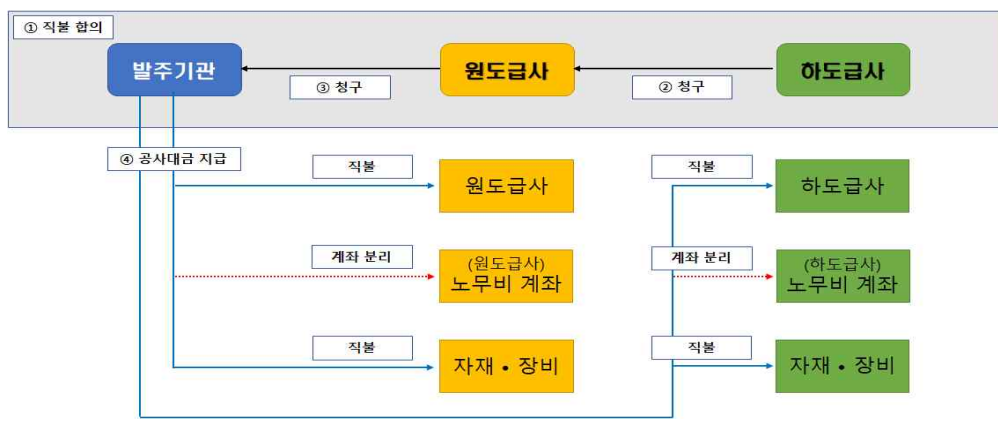 ① 직불 합의
발주기관
원도급사
하도급사
③ 청구
② 청구
④ 공사대금 지급
직불
원도급사
직불
하도급사
계좌 분리
(원도급사)
노무비 계좌
계좌 분리
(하도급사)
노무비 계좌
직불
자재 • 장비
직불
자재 • 장비